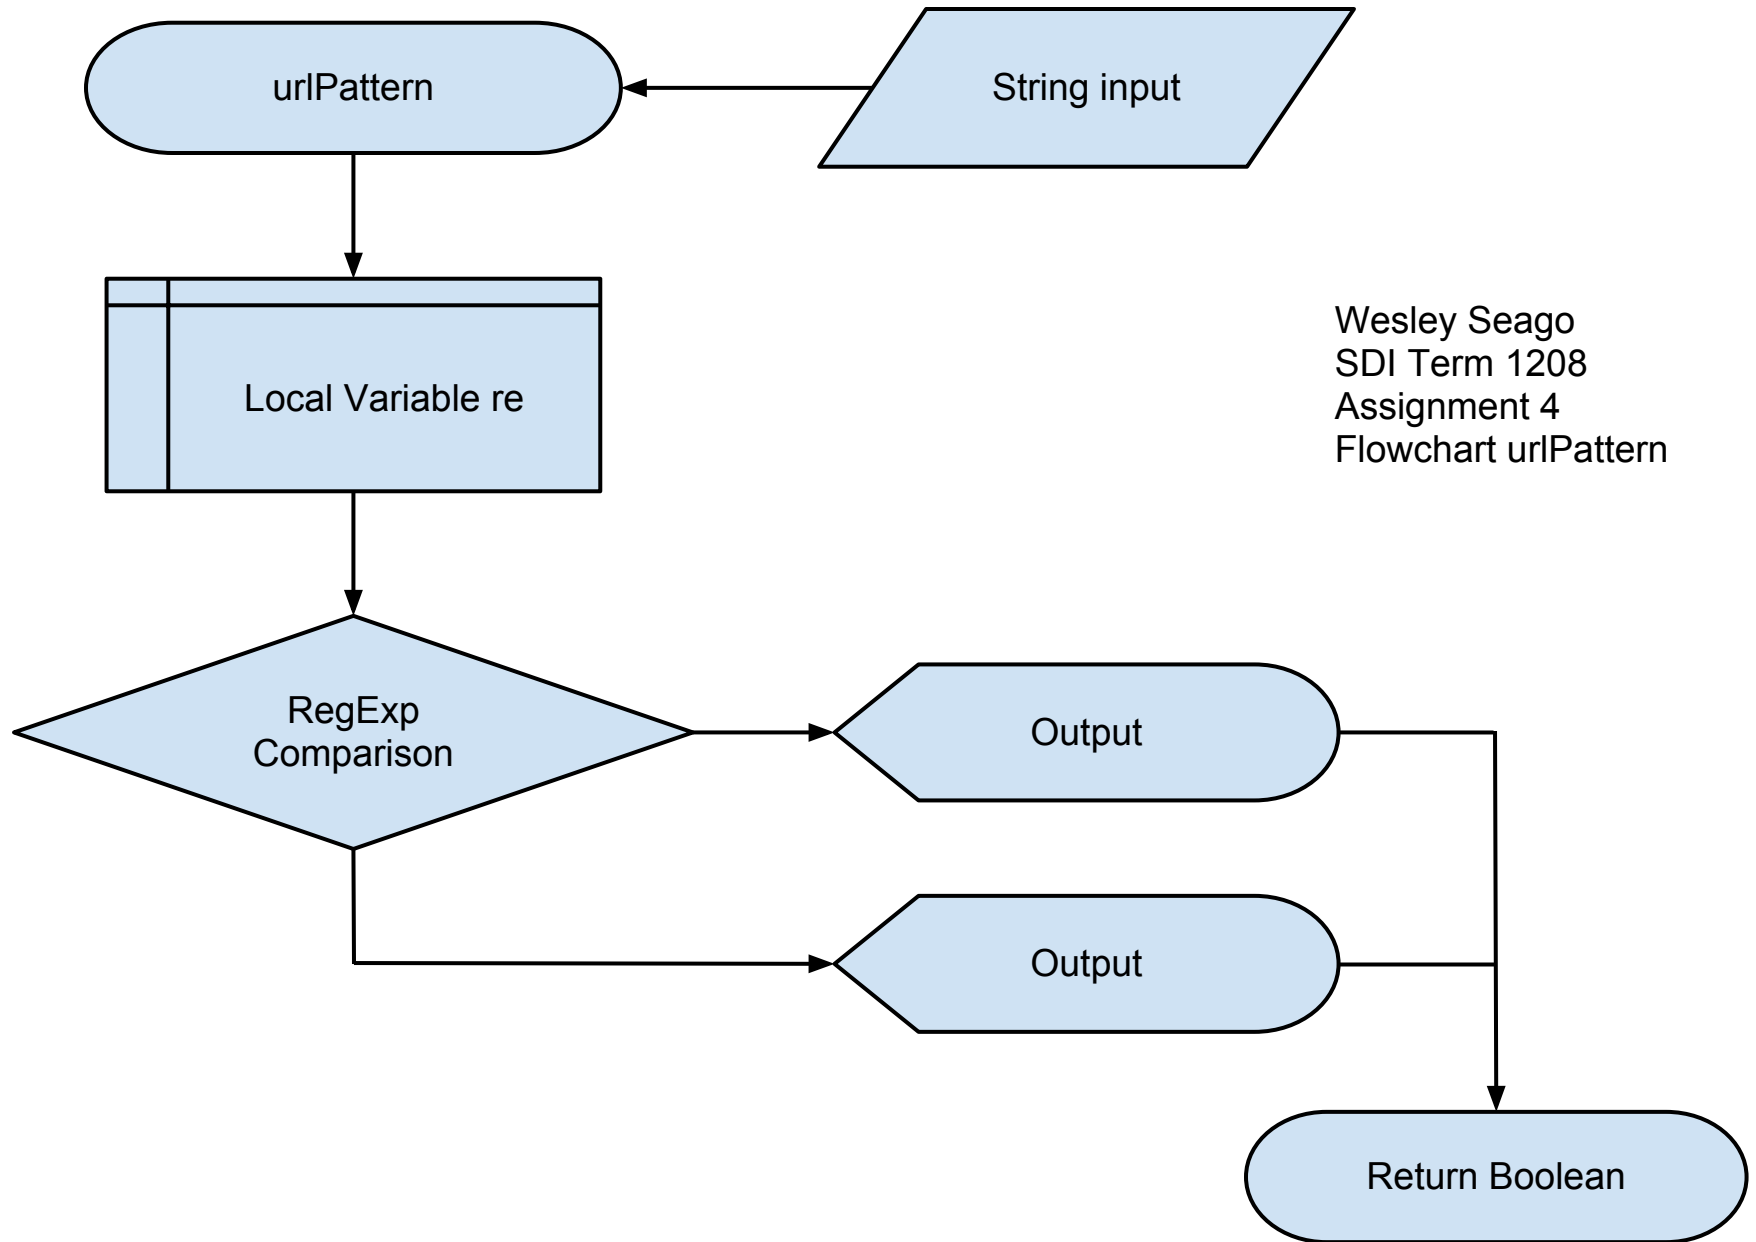 urlPattern
String input
Local Variable re
Wesley Seago
SDI Term 1208
Assignment 4
Flowchart urlPattern
RegExp
Comparison
Output
Output
Return Boolean